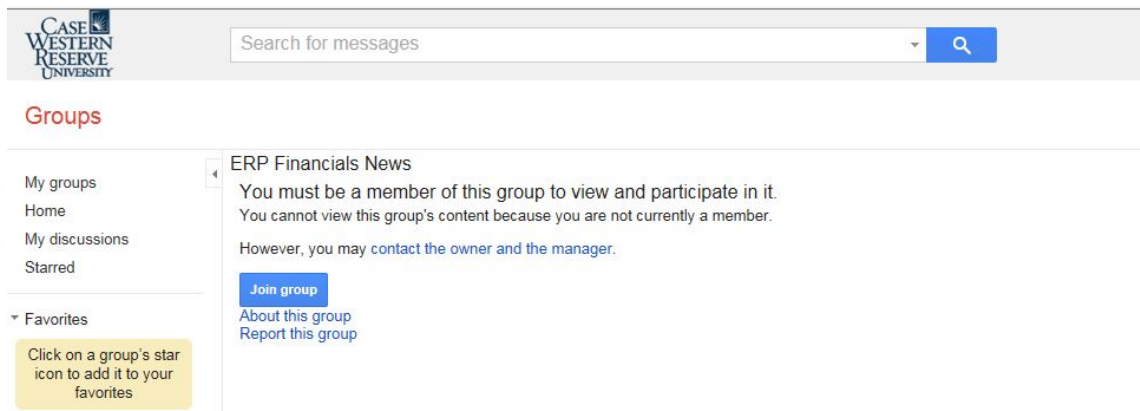 CASE
WESTERN
RESERVE
UNIVERSITY
Search for messages
Groups
My groups
Home
My discussions
Starred
Favorites
Click on a group's star
icon to add it to your
favorites
ERP Financials News
You must be a member of this group to view and participate in it.
You cannot view this group's content because you are not currently a member.
However, you may contact the owner and the manager.
Join group
About this group
Report this group